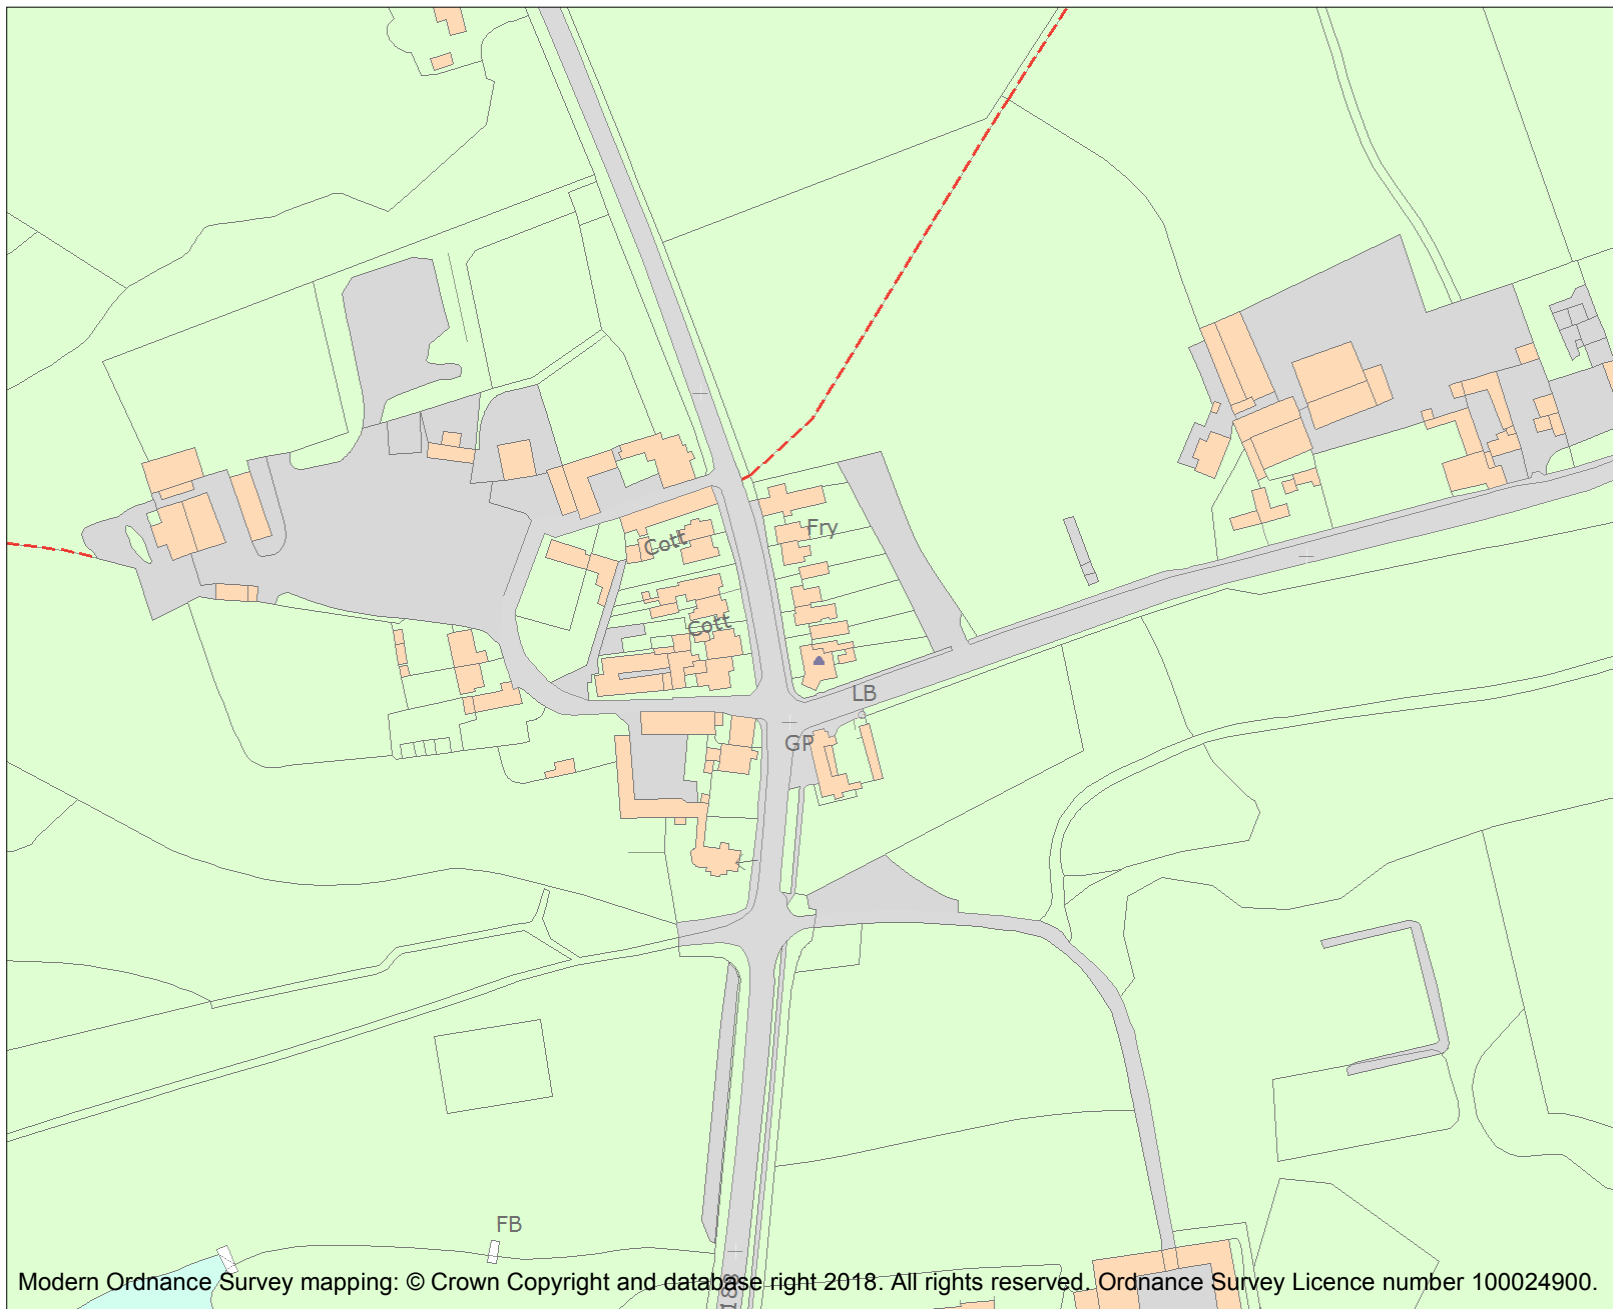 Fry
Cott
Cott
LB
GP
FB
Modern Ordnance Survey mapping: © Crown Copyright and database right 2018. All rights reserved. Ordnance Survey Licence number 100024900.